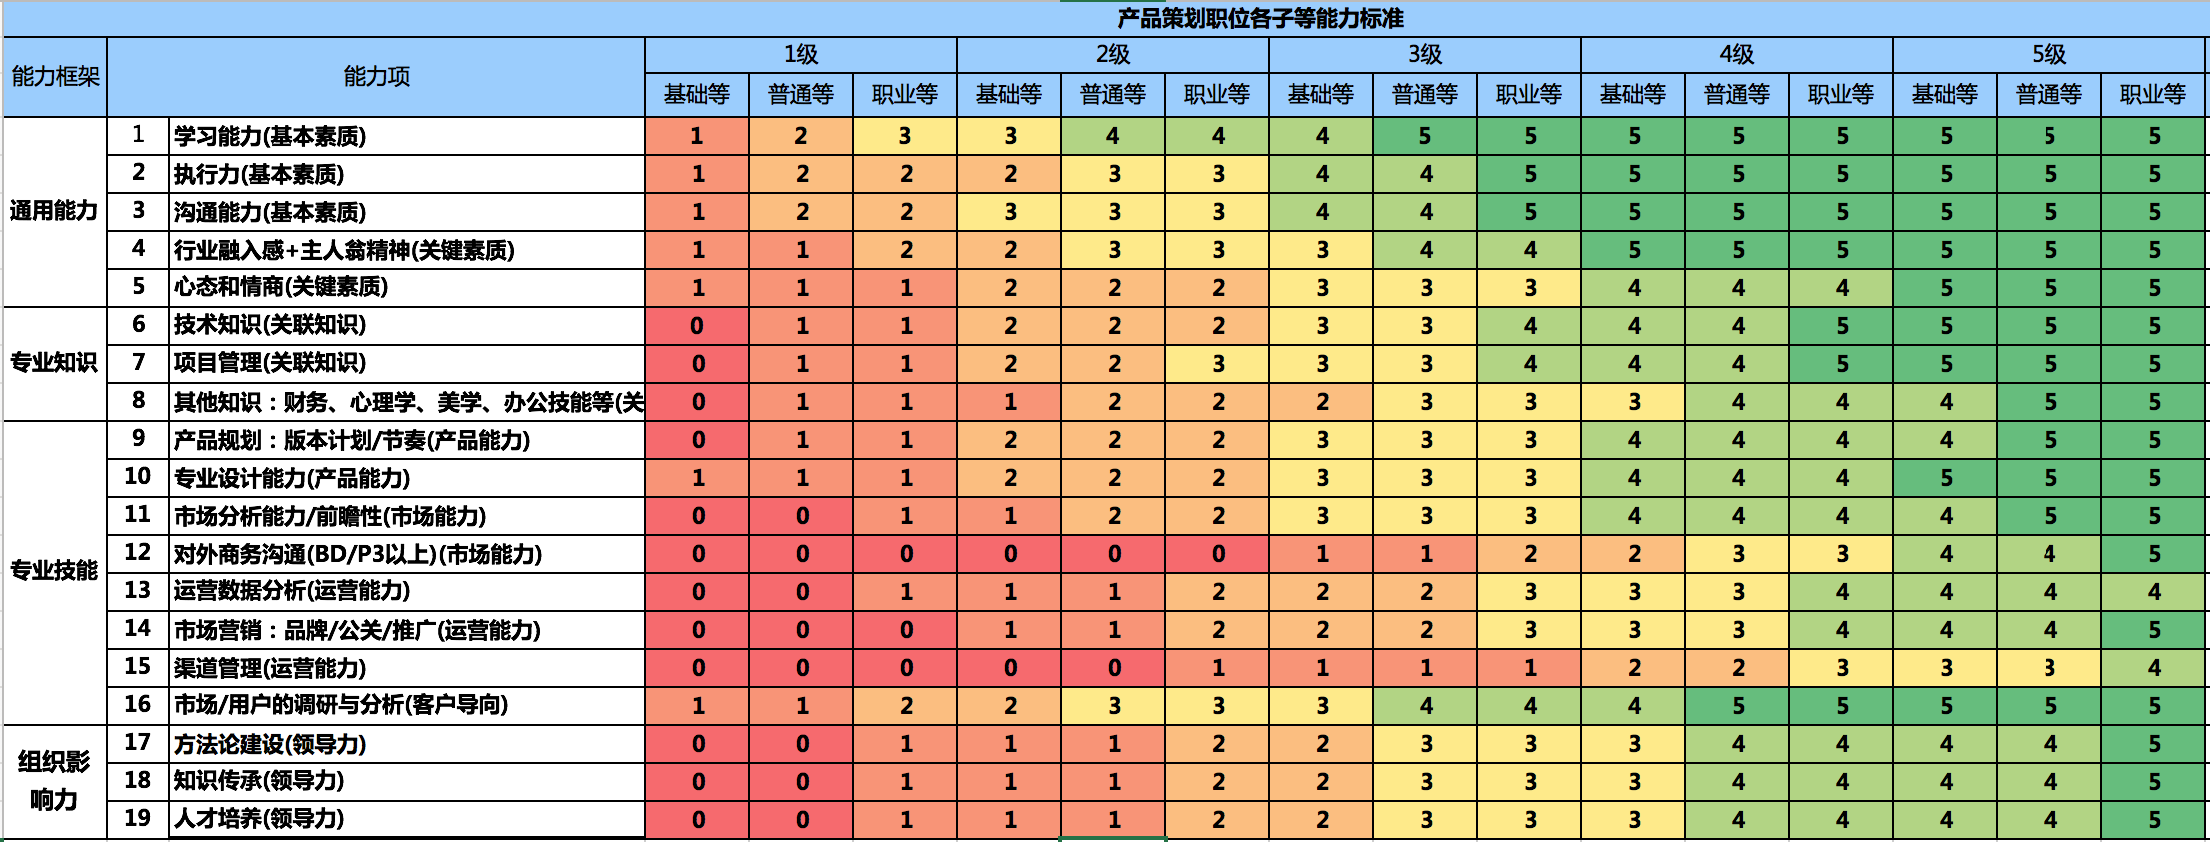 产品策划职位各子等能力标准
能力框架 能力项 1级 2级 3级 4级 5级
基础等 普通等 职业等 基础等 普通等 职业等 基础等 普通等 职业等 基础等 普通等 职业等 基础等 普通等 职业等
通用能力
1 学习能力(基本素质) 1 2 3 3 4 4 4 5 5 5 5 5 5 5 5
2 执行力(基本素质) 1 2 2 2 3 3 4 4 5 5 5 5 5 5 5
3 沟通能力(基本素质) 1 2 2 3 3 3 4 4 5 5 5 5 5 5 5
4 行业融入感+主人翁精神(关键素质) 1 1 2 2 3 3 3 4 4 5 5 5 5 5 5
5 心态和情商(关键素质) 1 1 1 2 2 2 3 3 3 4 4 4 5 5 5
专业知识
6 技术知识(关联知识) 0 1 1 2 2 2 3 3 4 4 4 5 5 5 5
7 项目管理(关联知识) 0 1 1 2 2 3 3 3 4 4 4 5 5 5 5
8 其他知识：财务、心理学、美学、办公技能等(关 0 1 1 1 2 2 2 3 3 3 4 4 4 5 5
专业技能
9 产品规划：版本计划/节奏(产品能力) 0 1 1 2 2 2 3 3 3 4 4 4 4 5 5
10 专业设计能力(产品能力) 1 1 1 2 2 2 3 3 3 4 4 4 5 5 5
11 市场分析能力/前瞻性(市场能力) 0 0 1 1 2 2 3 3 3 4 4 4 4 5 5
12 对外商务沟通(BD/P3以上)(市场能力) 0 0 0 0 0 0 1 1 2 2 3 3 4 4 5
13 运营数据分析(运营能力) 0 0 1 1 1 2 2 2 3 3 3 4 4 4 4
14 市场营销：品牌/公关/推广(运营能力) 0 0 0 1 1 2 2 2 3 3 3 4 4 4 5
15 渠道管理(运营能力) 0 0 0 0 0 1 1 1 1 2 2 3 3 3 4
16 市场/用户的调研与分析(客户导向) 1 1 2 2 3 3 3 4 4 4 5 5 5 5 5
组织影响力
17 方法论建设(领导力) 0 0 1 1 1 2 2 3 3 3 4 4 4 4 5
18 知识传承(领导力) 0 0 1 1 1 2 2 3 3 3 4 4 4 4 5
19 人才培养(领导力) 0 0 1 1 1 2 2 3 3 3 4 4 4 4 5